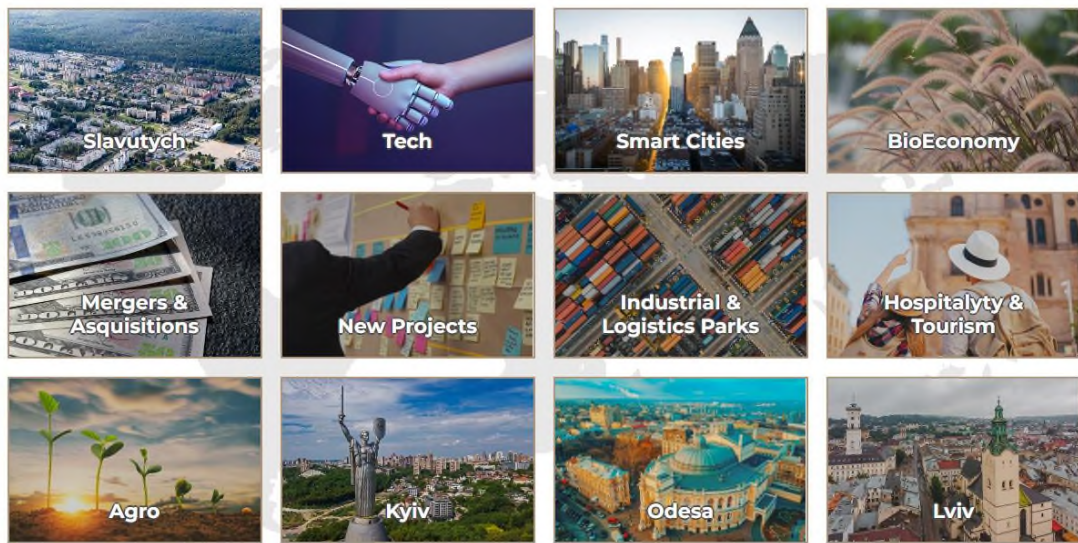 Slavutych
Tech
Smart Cities
BioEconomy
Mergers &
Asquisitions
New Projects
Industrial &
Logistics Parks
Hospitalyty &
Tourism
Agro
Kyiv
Odesa
Lviv